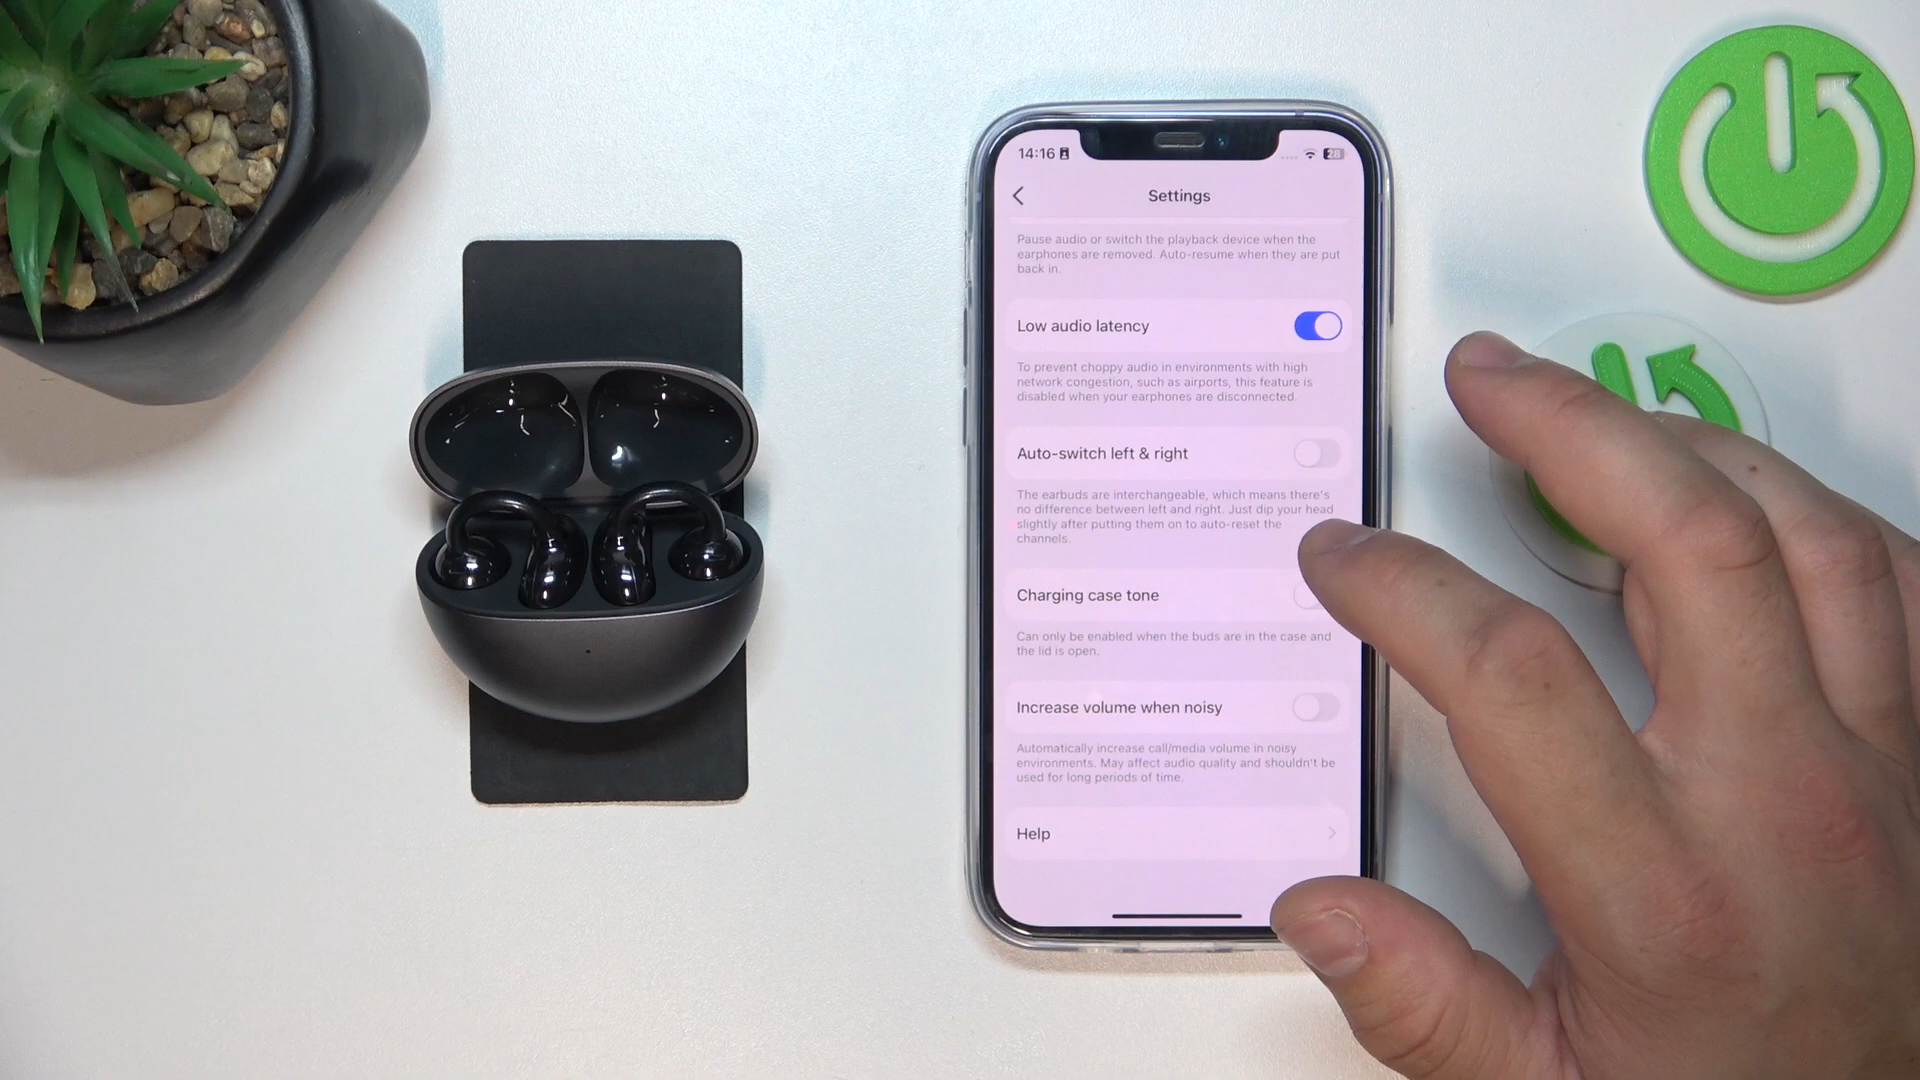 14:16
28
Settings
Pause audio or switch the playback device when the
earphones are removed. Auto-resume when they are put
back in.
Low audio latency
To prevent choppy audio in environments with high
network congestion, such as airports, this feature is
disabled when your earphones are disconnected.
Auto-switch left & right
The earbuds are interchangeable, which means there's
no difference between left and right. Just dip your head
slightly after putting them on to auto-reset the
channels.
Charging case tone
Can only be enabled when the buds are in the case and
the lid is open.
Increase volume when noisy
Automatically increase call/media volume in noisy
environments. May affect audio quality and shouldn't be
used for long periods of time.
Help